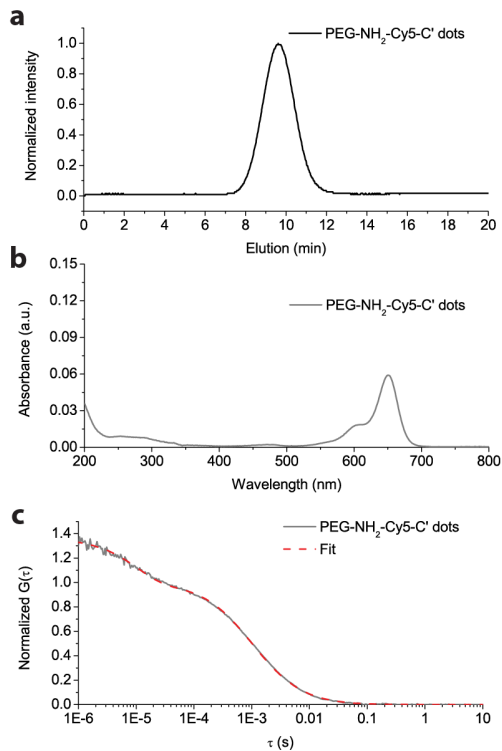 a
PEG-NH2-Cy5-C' dots
Normalized intensity
1.0
0.8
0.6
0.4
0.2
0.0
0 2 4 6 8 10 12 14 16 18 20
Elution (min)
b
PEG-NH2-Cy5-C' dots
Absorbance (a.u.)
0.15
0.12
0.09
0.06
0.03
0.00
200 300 400 500 600 700 800
Wavelength (nm)
c
PEG-NH2-Cy5-C' dots
Fit
Normalized G(τ)
1.4
1.2
1.0
0.8
0.6
0.4
0.2
0.0
1E-6 1E-5 1E-4 1E-3 0.01 0.1 1 10
τ (s)